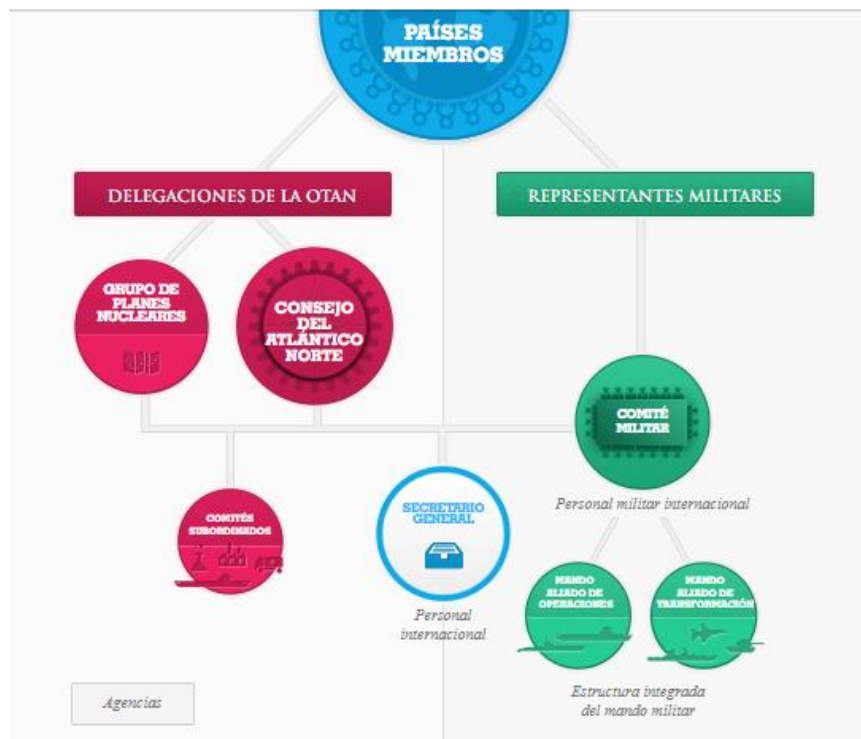 PAÍSES
MIEMBROS
DELEGACIONES DE LA OTAN
REPRESENTANTES MILITARES
GRUPO DE
PLANES
NUCLEARES
CONSEJO
DEL
ATLÁNTICO
NORTE
COMITÉ
MILITAR
Personal militar internacional
COMITÉS
SUBORDINADOS
SECRETARIO
GENERAL
Personal
internacional
MANDO
ALIADO DE
OPERACIONES
MANDO
ALIADO DE
TRANSFORMACIÓN
Estructura integrada
del mando militar
Agencias